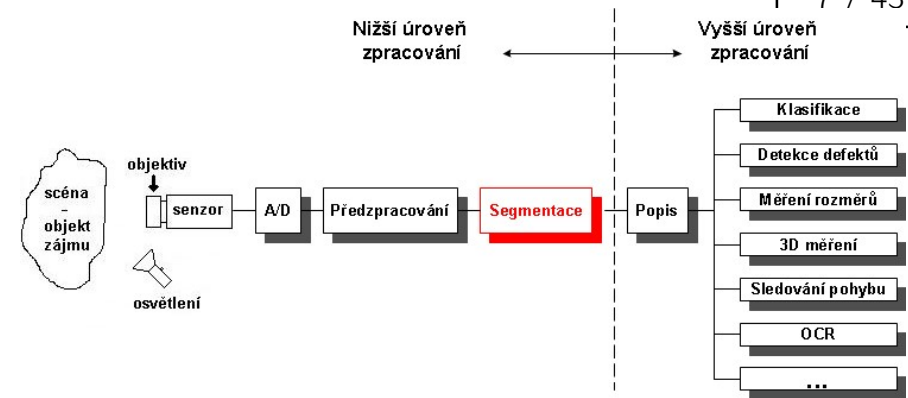 Nižší úroveň
zpracování
Vyšší úroveň
zpracování
scéna
-
objekt
zájmu
objektiv
senzor
osvětlení
A/D
Předzpracování
Segmentace
Popis
Klasifikace
Detekce defektů
Měření rozměrů
3D měření
Sledování pohybu
OCR
...